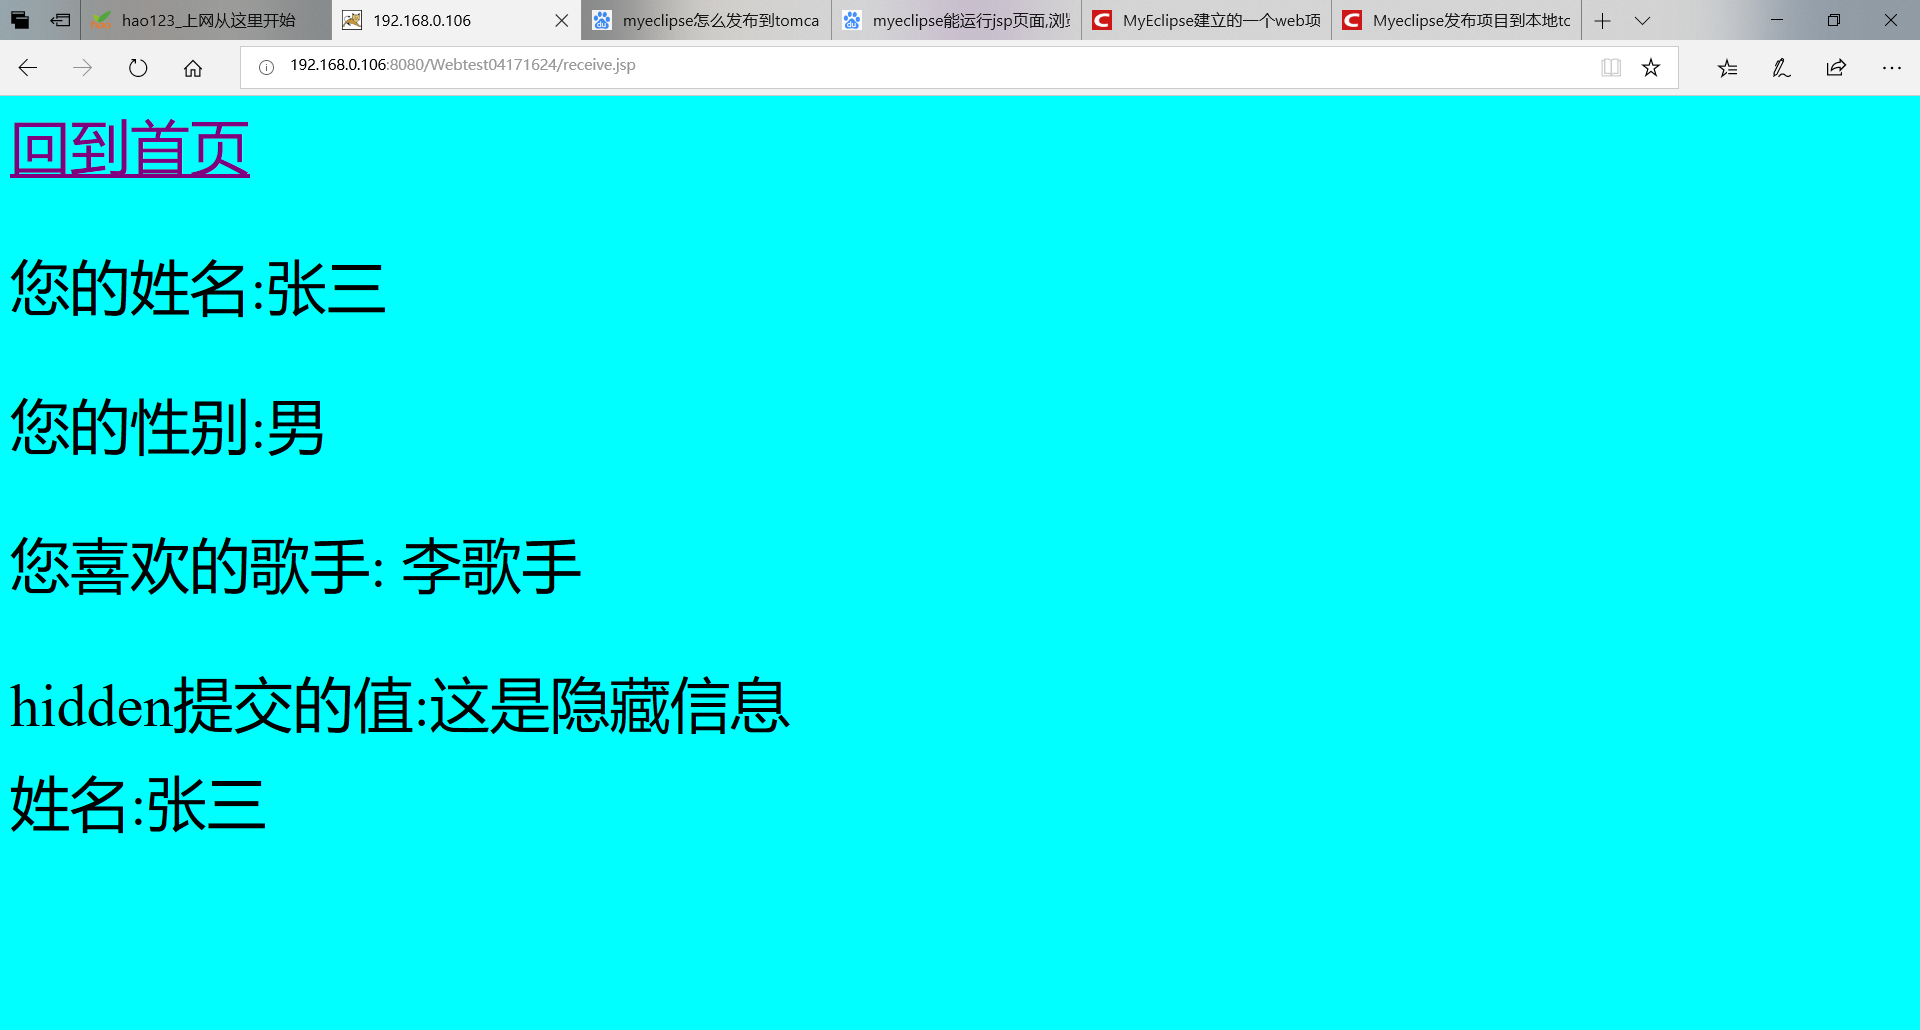 hao123_上网从这里开始
192.168.0.106
myeclipse怎么发布到tomca
myeclipse能运行jsp页面,浏
MyEclipse建立的一个web项
Myeclipse发布项目到本地to
192.168.0.106:8080/Webtest04171624/receive.jsp
回到首页
您的姓名:张三
您的性别:男
您喜欢的歌手: 李歌手
hidden提交的值:这是隐藏信息
姓名:张三